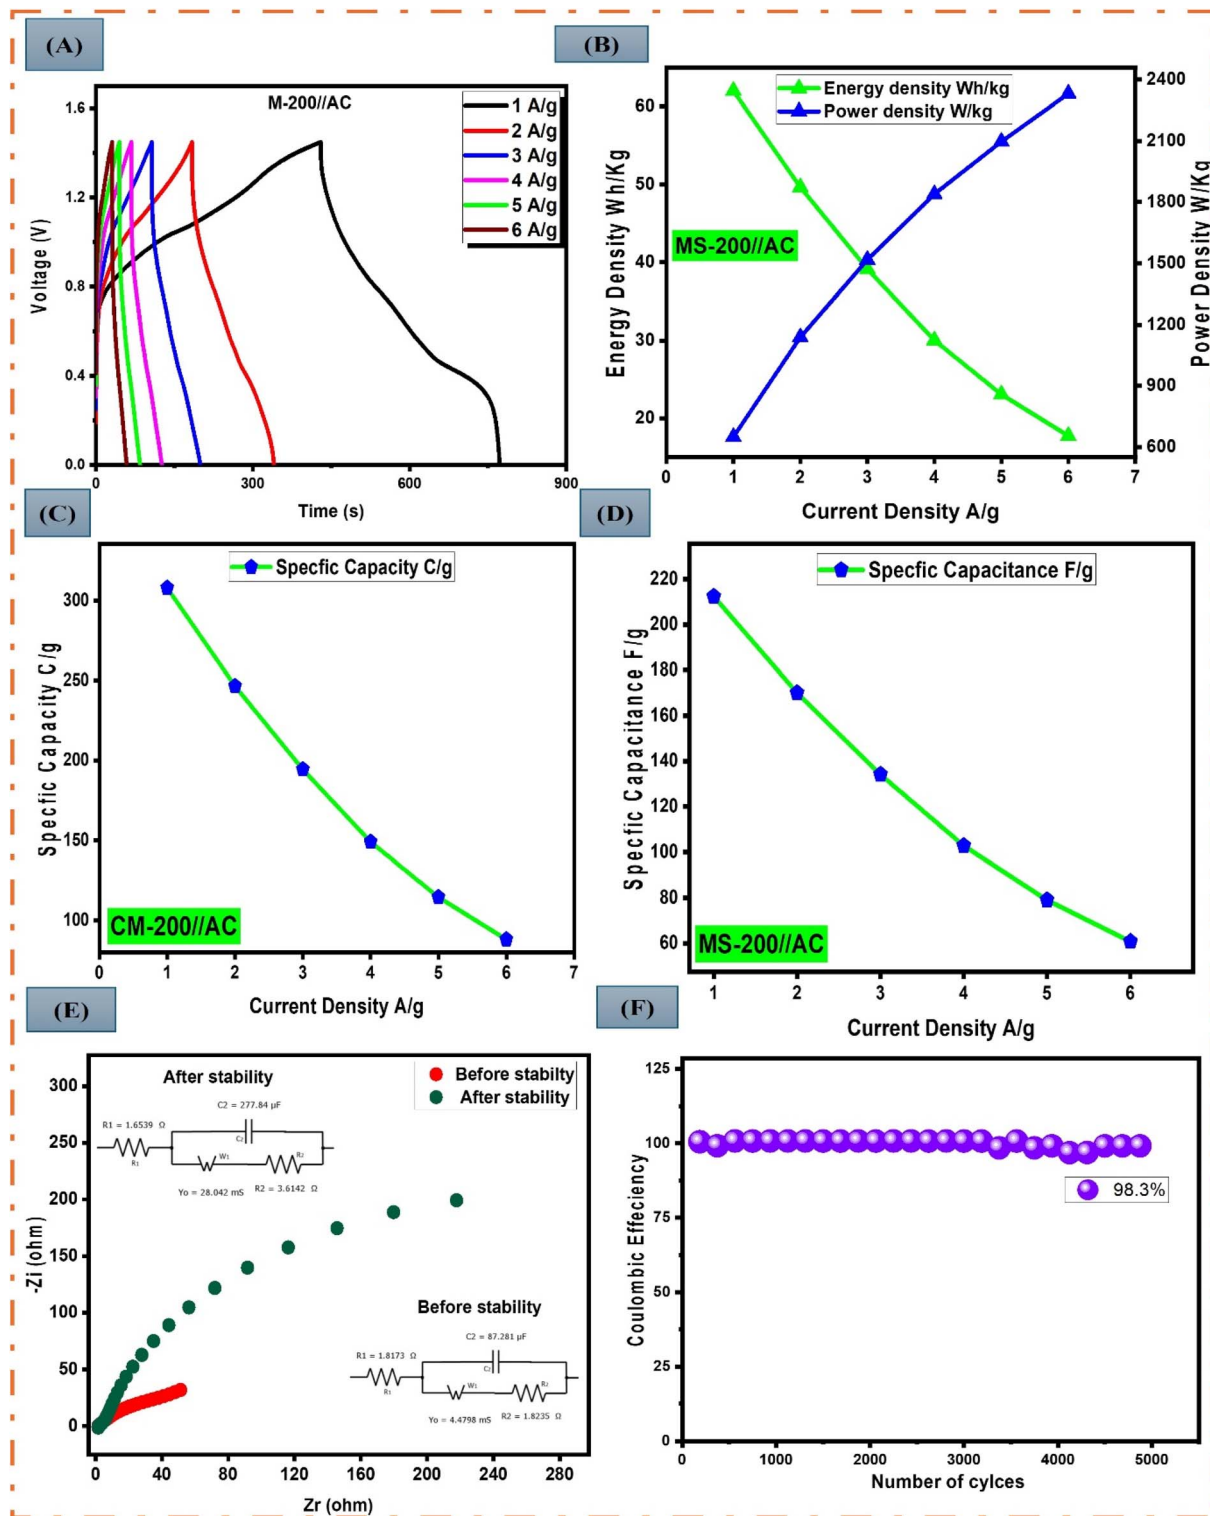 (A)
M-200//AC
1 A/g
2 A/g
3 A/g
4 A/g
5 A/g
6 A/g
Voltage (V)
1.6
1.2
0.8
0.4
0.0
0
300
600
900
Time (s)
(B)
Energy density Wh/kg
Power density W/kg
MS-200//AC
Energy Density Wh/Kg
60
50
40
30
20
Power Density W/Kg
2400
2100
1800
1500
1200
900
600
0
1
2
3
4
5
6
7
Current Density A/g
(C)
Specfic Capacity C/g
Specfic Capacity C/g
300
250
200
150
100
CM-200//AC
0
1
2
3
4
5
6
7
Current Density A/g
(D)
Specfic Capacitance F/g
Specfic Capacitance F/g
220
200
180
160
140
120
100
80
60
MS-200//AC
1
2
3
4
5
6
Current Density A/g
(E)
Before stabilty
After stability
After stability
C2 = 277.84 µF
R1 = 1.6539 Ω
R1
C2
W1
R2
Yo = 28.042 mS
R2 = 3.6142 Ω
Before stability
C2 = 87.281 µF
R1 = 1.8173 Ω
R1
C2
W1
R2
Yo = 4.4798 mS
R2 = 1.8235 Ω
-Zi (ohm)
300
250
200
150
100
50
0
0
40
80
120
160
200
240
280
Zr (ohm)
(F)
98.3%
Coulombic Effeciency
125
100
75
50
25
0
0
1000
2000
3000
4000
5000
Number of cylces